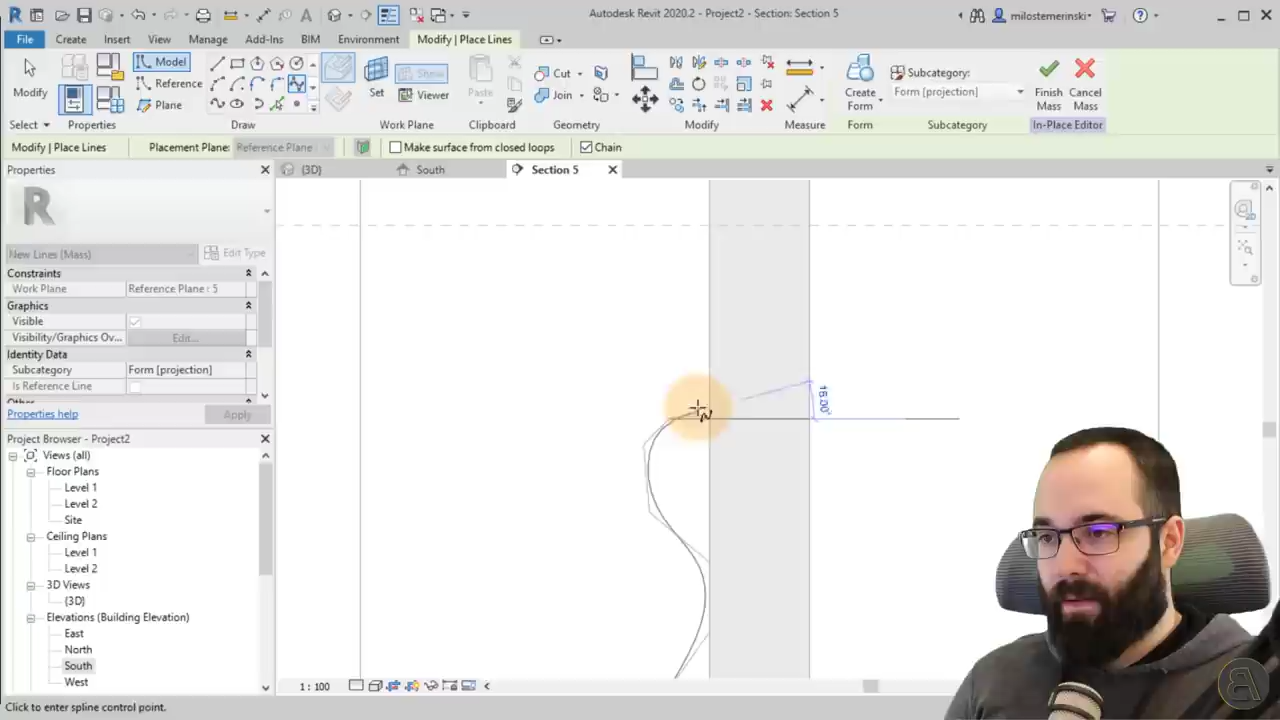 Autodesk Revit 2020.2 - Project2 - Section: Section 5
milostemerinski
File Create Insert View Manage Add-Ins BIM Environment Modify | Place Lines
Modify
Model
Reference
Plane
Set
Show
Viewer
Paste
Cut
Join
Create
Form
Subcategory:
Form [projection]
Finish
Mass
Cancel
Mass
Select Properties Draw Work Plane Clipboard Geometry Modify Measure Form Subcategory In-Place Editor
Modify | Place Lines Placement Plane: Reference Plane Make surface from closed loops Chain
Properties
{3D} South Section 5
New Lines (Mass) Edit Type
Constraints
Work Plane Reference Plane : 5
Graphics
Visible
Visibility/Graphics Ov... Edit...
Identity Data
Subcategory Form [projection]
Is Reference Line
Other
Properties help Apply
Project Browser - Project2
Views (all)
Floor Plans
Level 1
Level 2
Site
Ceiling Plans
Level 1
Level 2
3D Views
{3D}
Elevations (Building Elevation)
East
North
South
West
1 : 100
Click to enter spline control point.